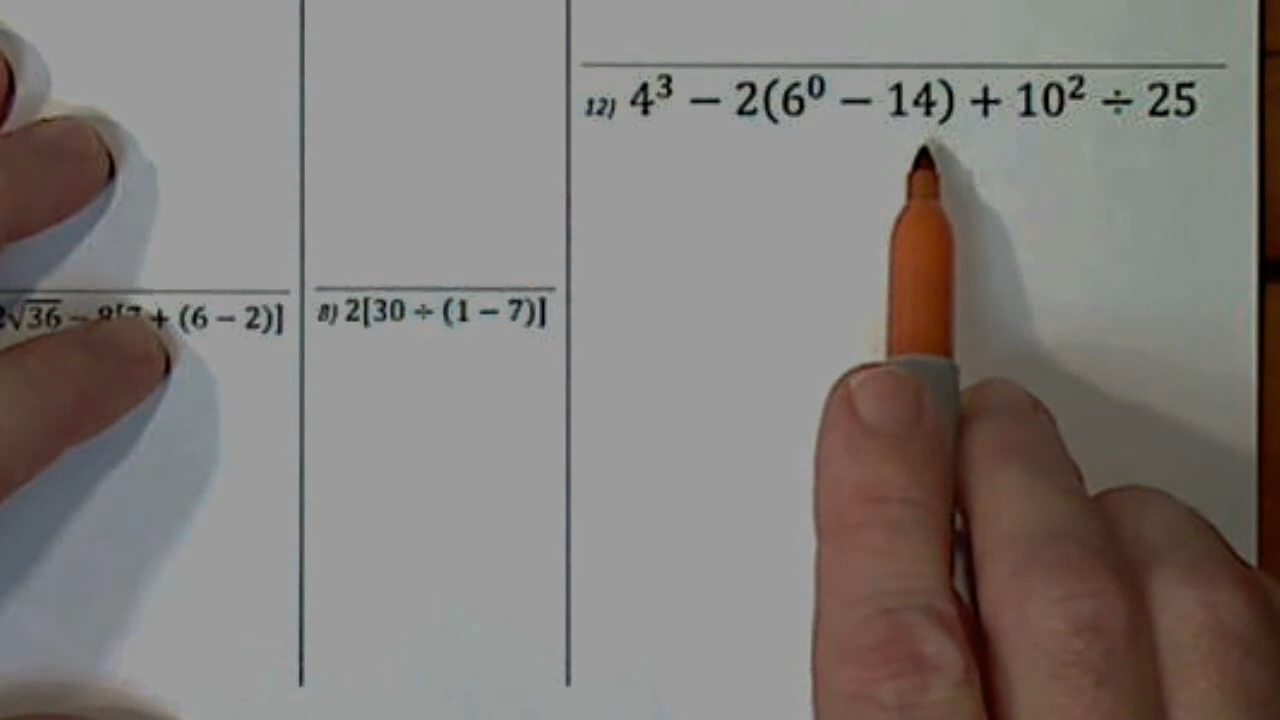 √36 − [ + (6 − 2)]
8) 2[30 ÷ (1 − 7)]
12) 4³ − 2(6⁰ − 14) + 10² ÷ 25